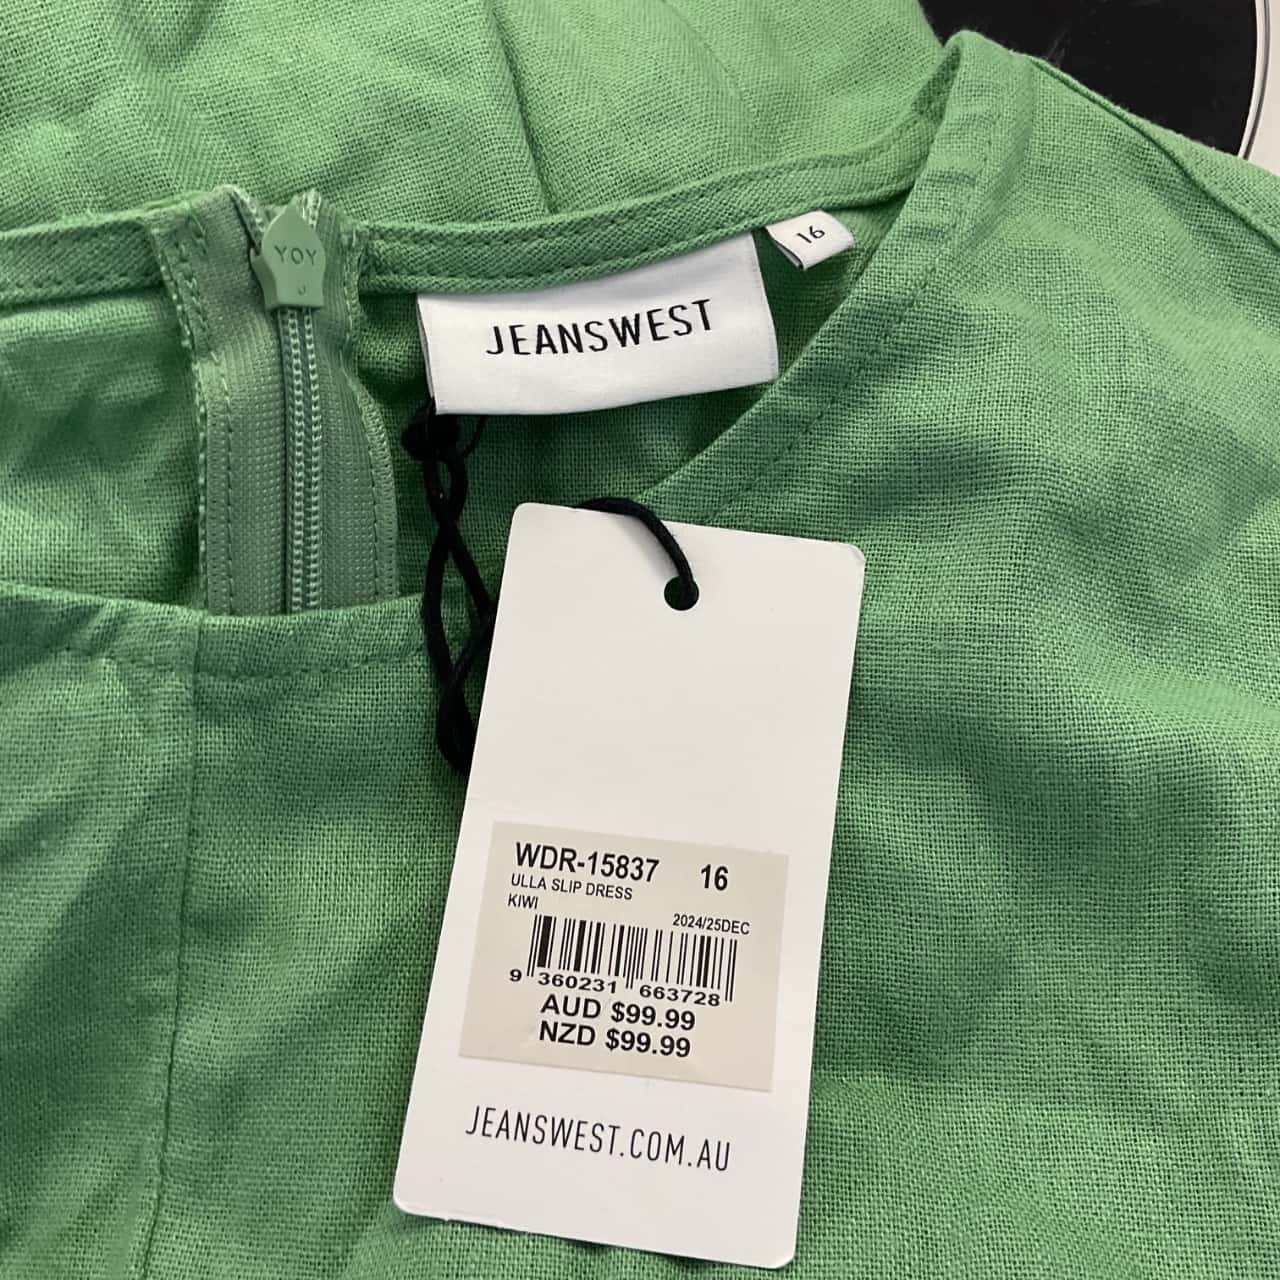 YOY
16
JEANSWEST
WDR-15837 16
ULLA SLIP DRESS
KIWI
2024/25DEC
9 360231 663728
AUD $99.99
NZD $99.99
JEANSWEST.COM.AU